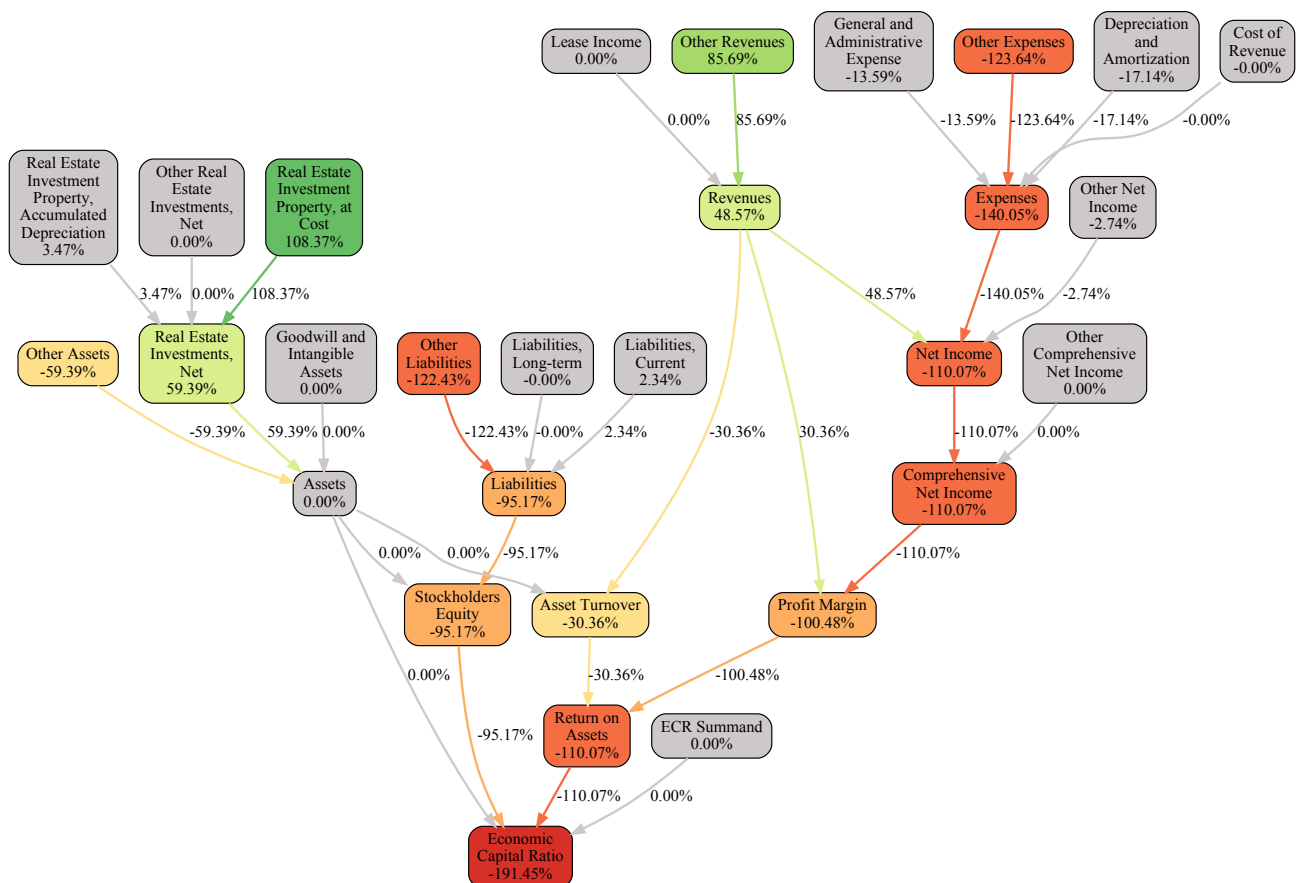 General and
Administrative
Expense
-13.59%
Depreciation
and
Amortization
-17.14%
Cost of
Revenue
-0.00%
Lease Income
0.00%
Other Revenues
85.69%
Other Expenses
-123.64%
0.00%
85.69%
-13.59%
-123.64%
-17.14%
-0.00%
Real Estate
Investment
Property,
Accumulated
Depreciation
3.47%
Other Real
Estate
Investments,
Net
0.00%
Real Estate
Investment
Property, at
Cost
108.37%
Revenues
48.57%
Expenses
-140.05%
Other Net
Income
-2.74%
3.47%
0.00%
108.37%
48.57%
-140.05%
-2.74%
Other Assets
-59.39%
Real Estate
Investments,
Net
59.39%
Goodwill and
Intangible
Assets
0.00%
Other
Liabilities
-122.43%
Liabilities,
Long-term
-0.00%
Liabilities,
Current
2.34%
Net Income
-110.07%
Other
Comprehensive
Net Income
0.00%
-59.39%
59.39%
0.00%
-122.43%
-0.00%
2.34%
-30.36%
30.36%
-110.07%
0.00%
Assets
0.00%
Liabilities
-95.17%
Comprehensive
Net Income
-110.07%
0.00%
0.00%
-95.17%
-110.07%
Stockholders
Equity
-95.17%
Asset Turnover
-30.36%
Profit Margin
-100.48%
0.00%
-30.36%
-100.48%
-95.17%
Return on
Assets
-110.07%
ECR Summand
0.00%
-110.07%
0.00%
Economic
Capital Ratio
-191.45%